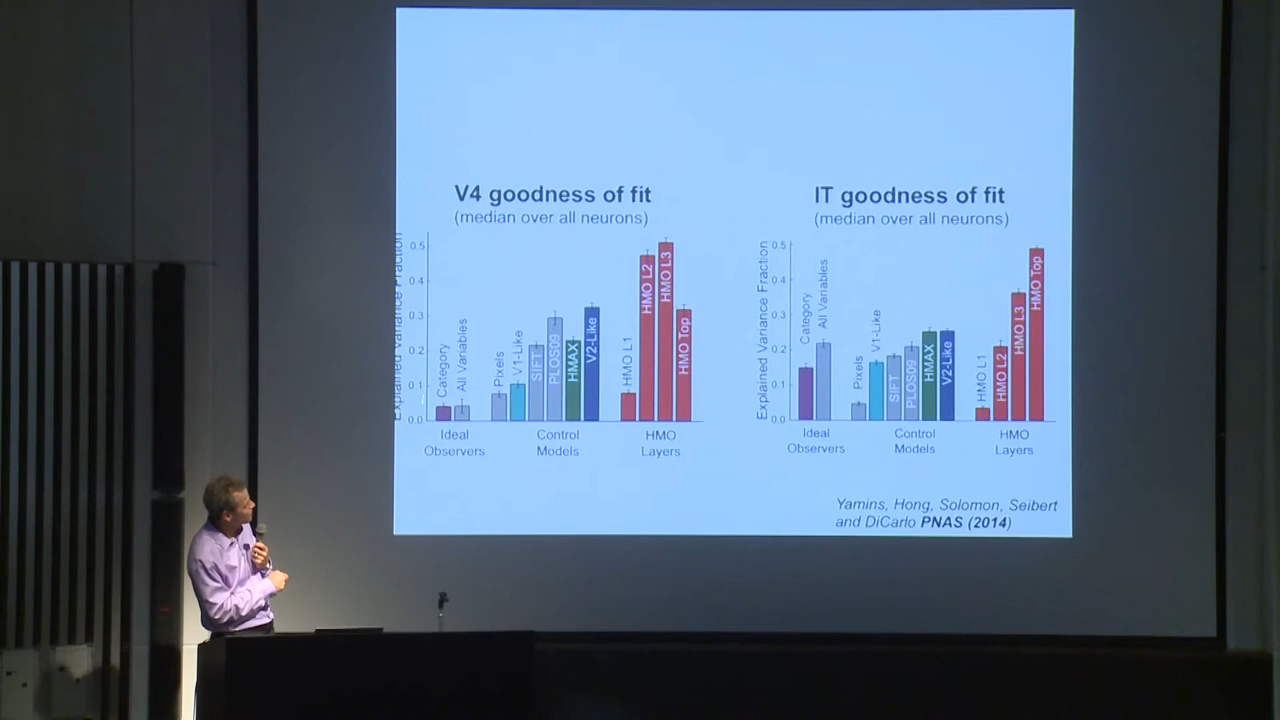 V4 goodness of fit
(median over all neurons)
Explained Variance Fraction
0.5
0.4
0.3
0.2
0.1
0.0
Category
All Variables
Pixels
V1-Like
SIFT
PLOS09
HMAX
V2-Like
HMO L1
HMO L2
HMO L3
HMO Top
Ideal
Observers
Control
Models
HMO
Layers
IT goodness of fit
(median over all neurons)
Explained Variance Fraction
0.5
0.4
0.3
0.2
0.1
0.0
Category
All Variables
Pixels
V1-Like
SIFT
PLOS09
HMAX
V2-Like
HMO L1
HMO L2
HMO L3
HMO Top
Ideal
Observers
Control
Models
HMO
Layers
Yamins, Hong, Solomon, Seibert
and DiCarlo PNAS (2014)